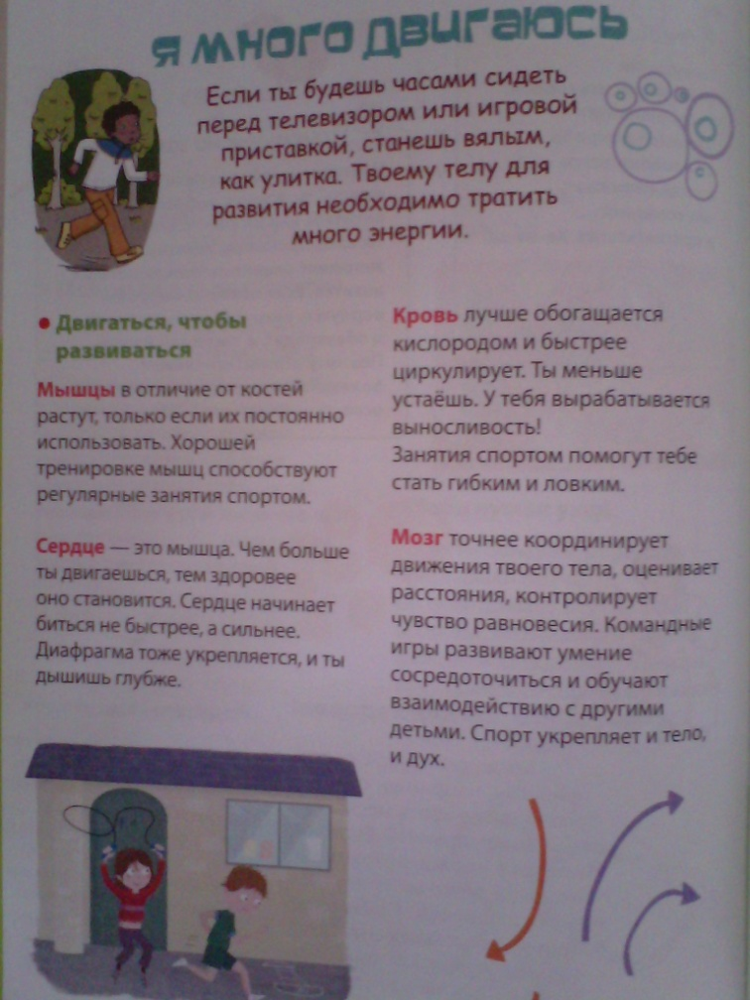 Я МНОГО ДВИГАЮСЬ
Если ты будешь часами сидеть
перед телевизором или игровой
приставкой, станешь вялым,
как улитка. Твоему телу для
развития необходимо тратить
много энергии.
• Двигаться, чтобы
развиваться
Мышцы в отличие от костей
растут, только если их постоянно
использовать. Хорошей
тренировке мышц способствуют
регулярные занятия спортом.
Сердце — это мышца. Чем больше
ты двигаешься, тем здоровее
оно становится. Сердце начинает
биться не быстрее, а сильнее.
Диафрагма тоже укрепляется, и ты
дышишь глубже.
Кровь лучше обогащается
кислородом и быстрее
циркулирует. Ты меньше
устаёшь. У тебя вырабатывается
выносливость!
Занятия спортом помогут тебе
стать гибким и ловким.
Мозг точнее координирует
движения твоего тела, оценивает
расстояния, контролирует
чувство равновесия. Командные
игры развивают умение
сосредоточиться и обучают
взаимодействию с другими
детьми. Спорт укрепляет и тело,
и дух.